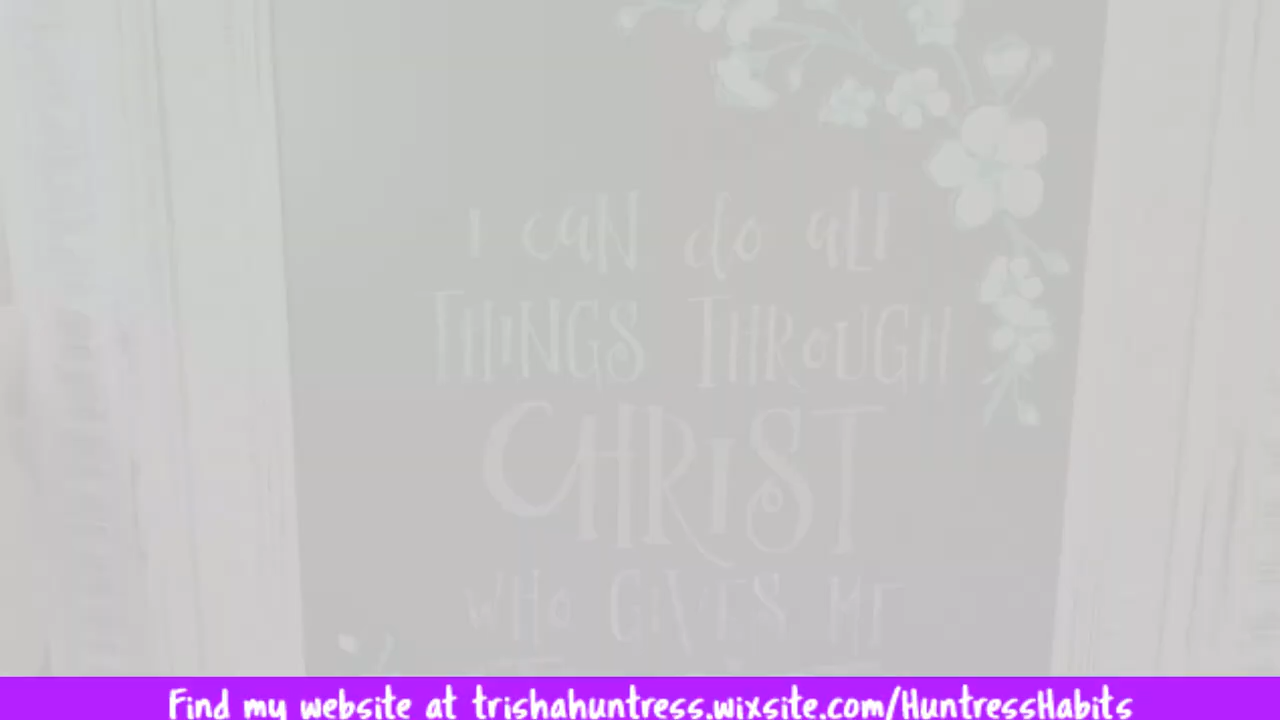 I can do all
THINGS THROUGH
CHRIST
WHO GIVES ME
Find my website at trishahuntress.wixsite.com/HuntressHabits